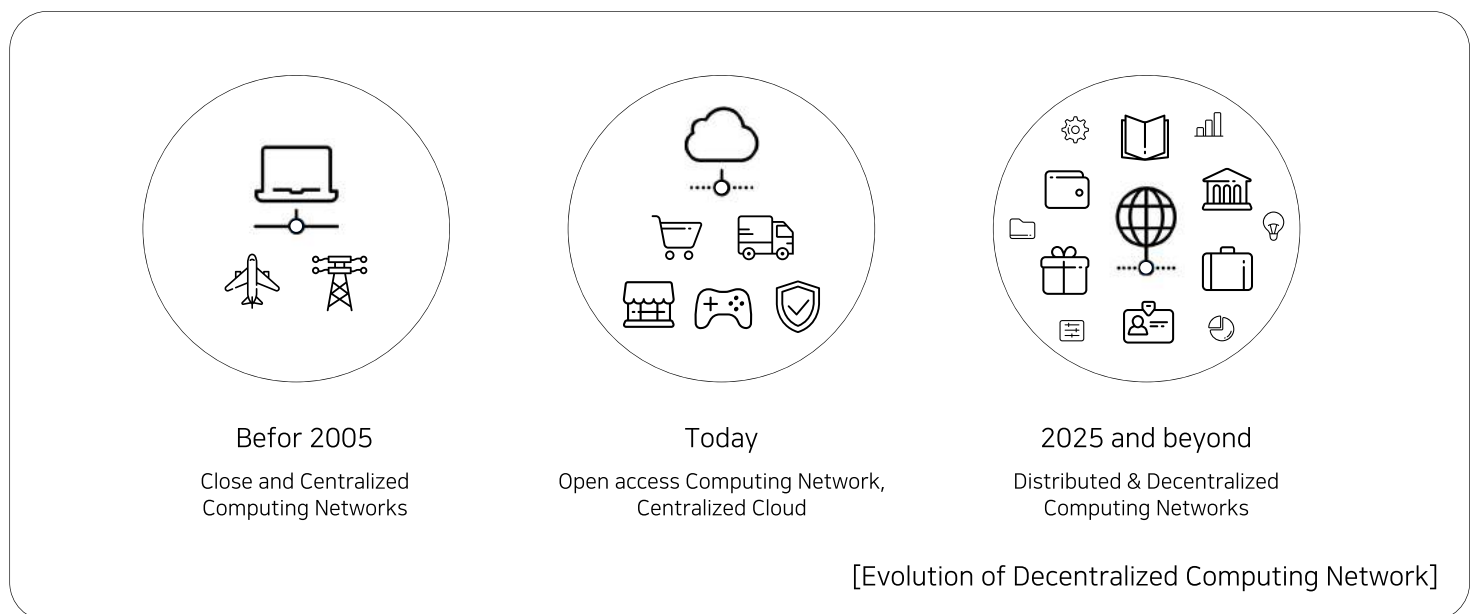 Befor 2005
Close and Centralized
Computing Networks
Today
Open access Computing Network,
Centralized Cloud
2025 and beyond
Distributed & Decentralized
Computing Networks
[Evolution of Decentralized Computing Network]